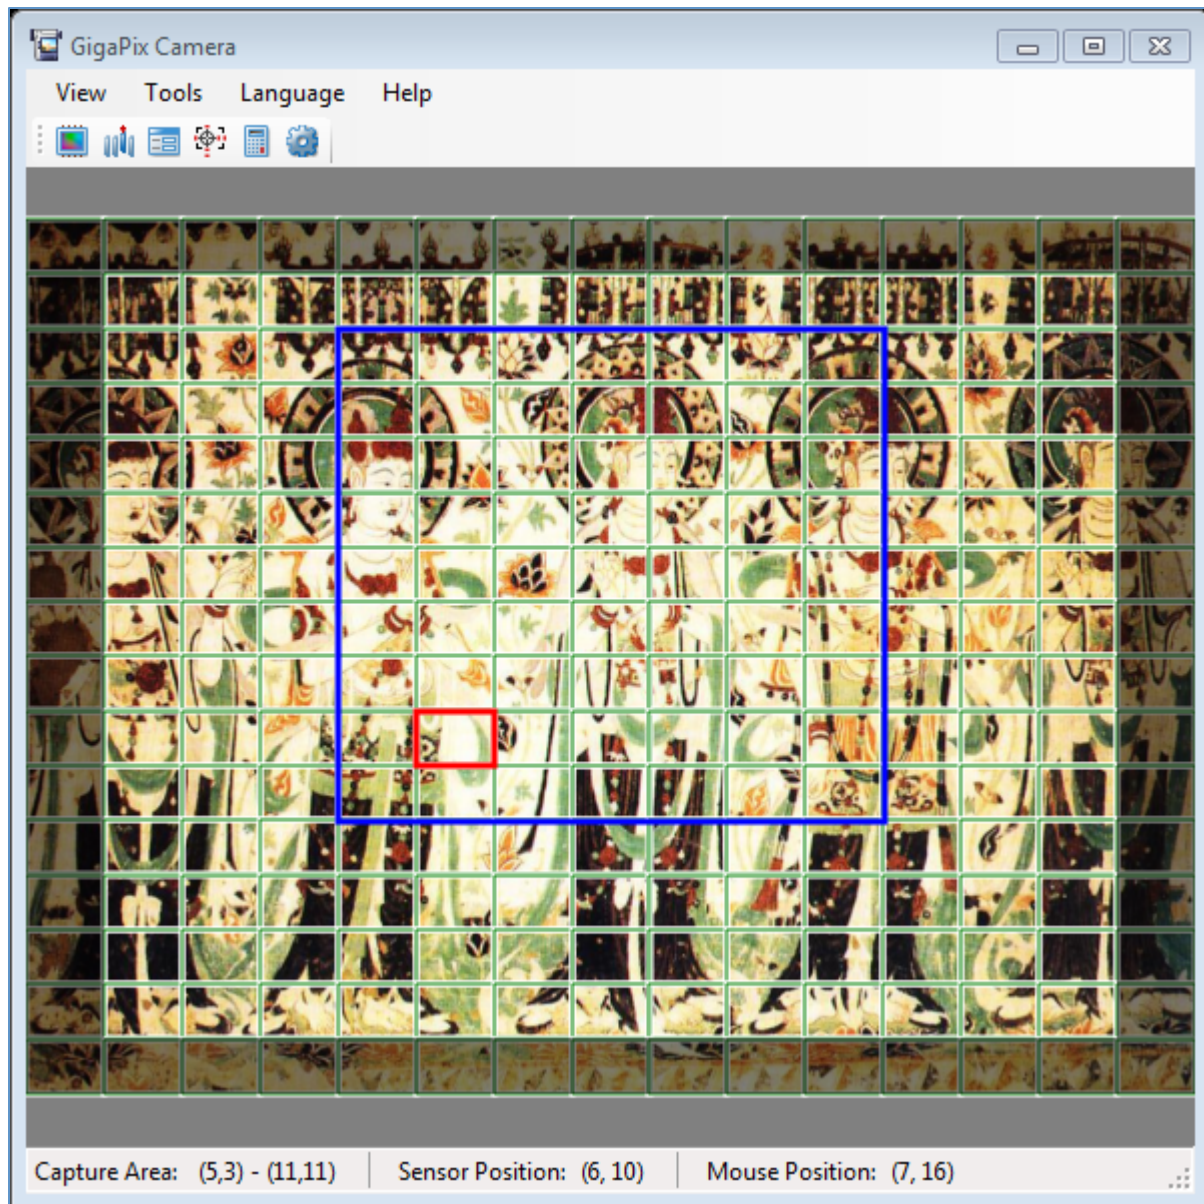 GigaPix Camera
View Tools Language Help
Capture Area: (5,3) - (11,11) Sensor Position: (6, 10) Mouse Position: (7, 16)